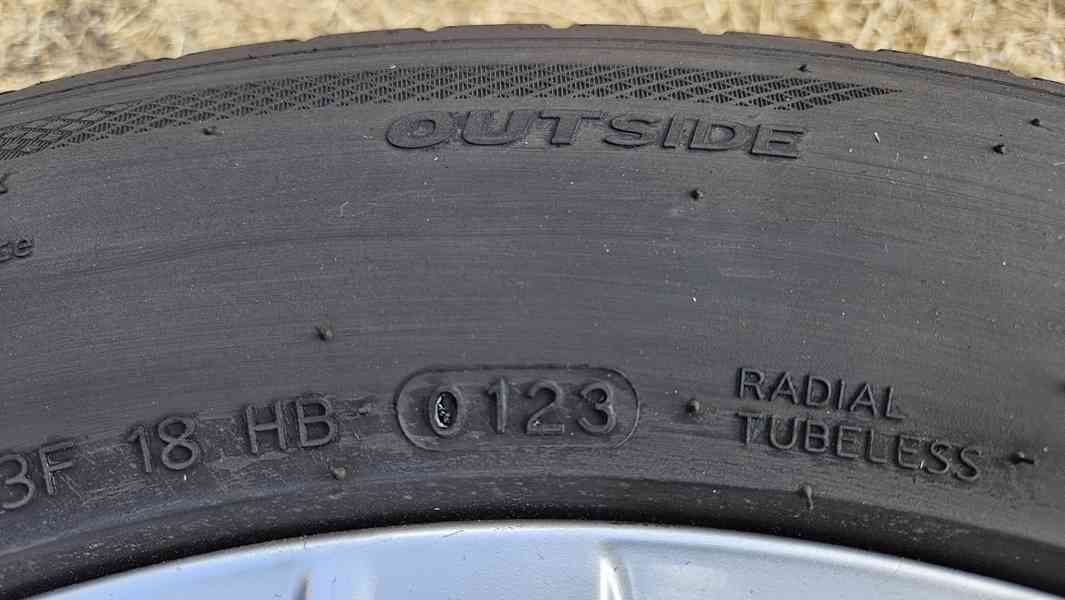 OUTSIDE
3F 18 HB 0123
RADIAL
TUBELESS